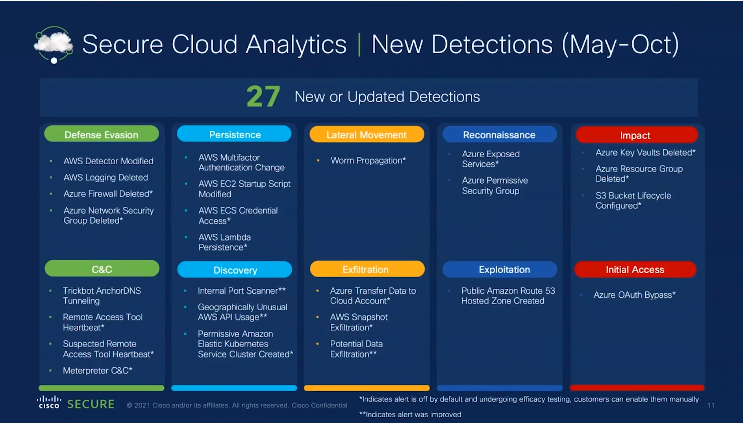 Secure Cloud Analytics | New Detections (May-Oct)
27 New or Updated Detections
Defense Evasion
• AWS Detector Modified
• AWS Logging Deleted
• Azure Firewall Deleted*
• Azure Network Security
Group Deleted*
Persistence
• AWS Multifactor
Authentication Change
• AWS EC2 Startup Script
Modified
• AWS ECS Credential
Access*
• AWS Lambda
Persistence*
Lateral Movement
• Worm Propagation*
Reconnaissance
• Azure Exposed
Services*
• Azure Permissive
Security Group
Impact
• Azure Key Vaults Deleted*
• Azure Resource Group
Deleted*
• S3 Bucket Lifecycle
Configured*
C&C
• Trickbot AnchorDNS
Tunneling
• Remote Access Tool
Heartbeat*
• Suspected Remote
Access Tool Heartbeat*
• Meterpreter C&C*
Discovery
• Internal Port Scanner**
• Geographically Unusual
AWS API Usage**
• Permissive Amazon
Elastic Kubernetes
Service Cluster Created*
Exfiltration
• Azure Transfer Data to
Cloud Account*
• AWS Snapshot
Exfiltration*
• Potential Data
Exfiltration**
Exploitation
• Public Amazon Route 53
Hosted Zone Created
Initial Access
• Azure OAuth Bypass*
CISCO SECURE
© 2021 Cisco and/or its affiliates. All rights reserved. Cisco Confidential
*Indicates alert is off by default and undergoing efficacy testing, customers can enable them manually
**Indicates alert was improved
11